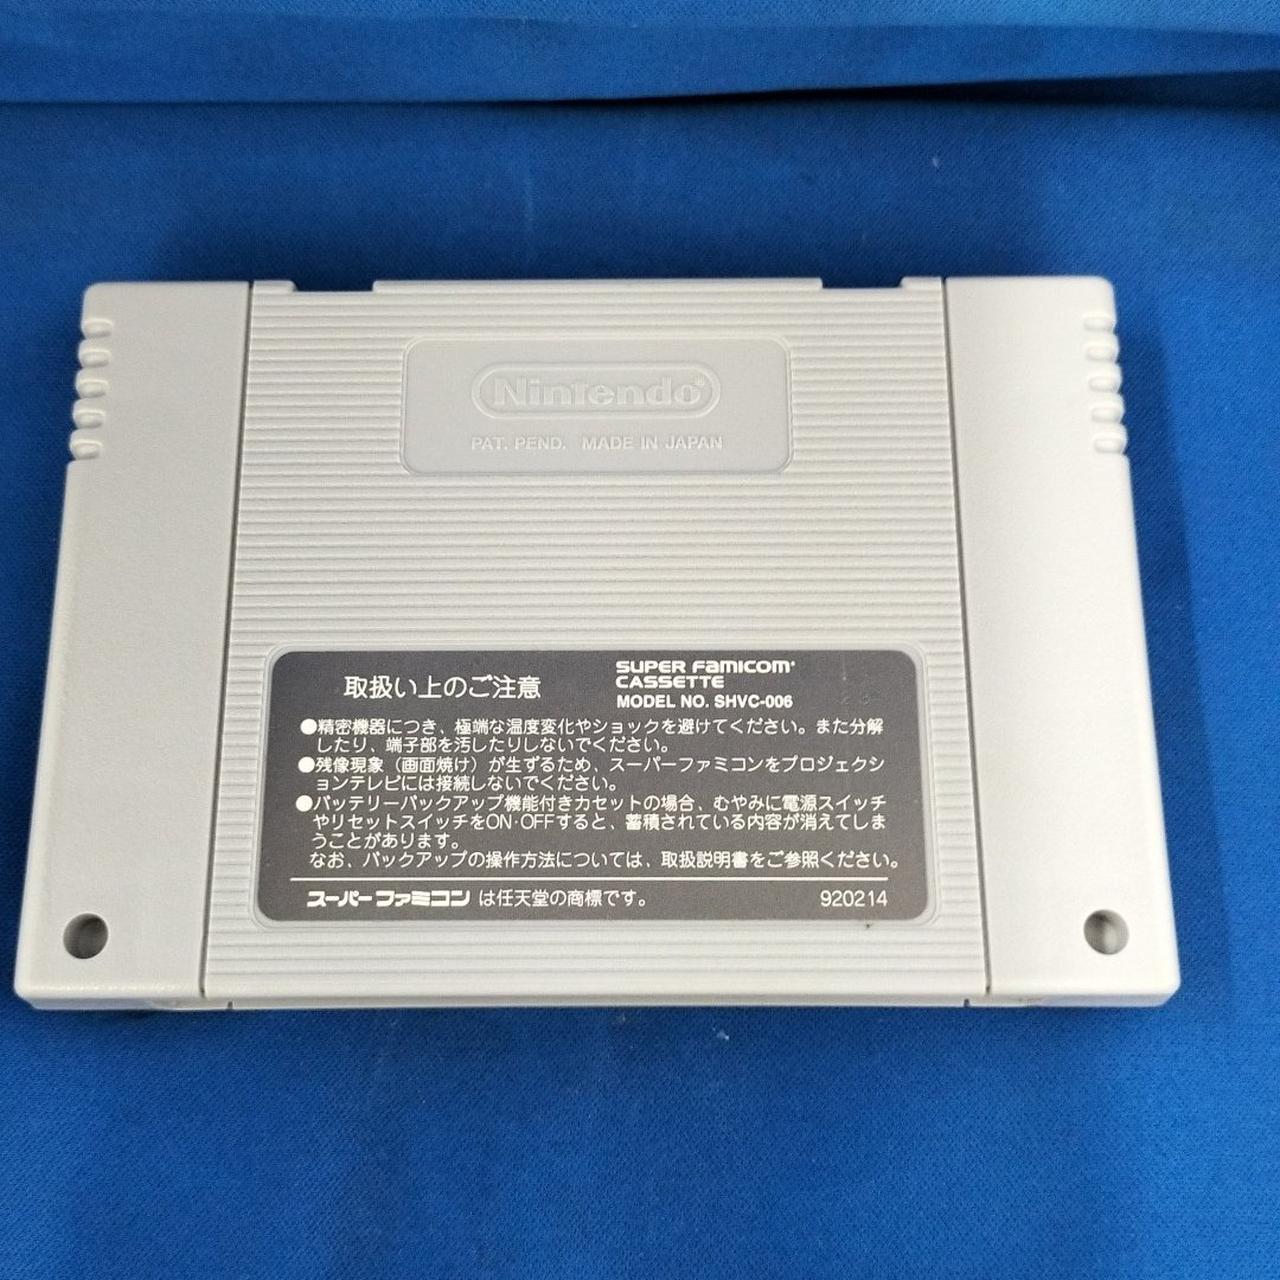 Nintendo®
PAT. PEND. MADE IN JAPAN
取扱い上のご注意
SUPER FAMICOM
CASSETTE
MODEL NO. SHVC-006
●精密機器につき、極端な温度変化やショックを避けてください。また分解
したり、端子部を汚したりしないでください。
●残像現象（画面焼け）が生ずるため、スーパーファミコンをプロジェクシ
ョンテレビには接続しないでください。
●バッテリーバックアップ機能付きカセットの場合、むやみに電源スイッチ
やリセットスイッチをON·OFFすると、蓄積されている内容が消えてしま
うことがあります。
なお、バックアップの操作方法については、取扱説明書をご参照ください。
スーパーファミコン は任天堂の商標です。 920214